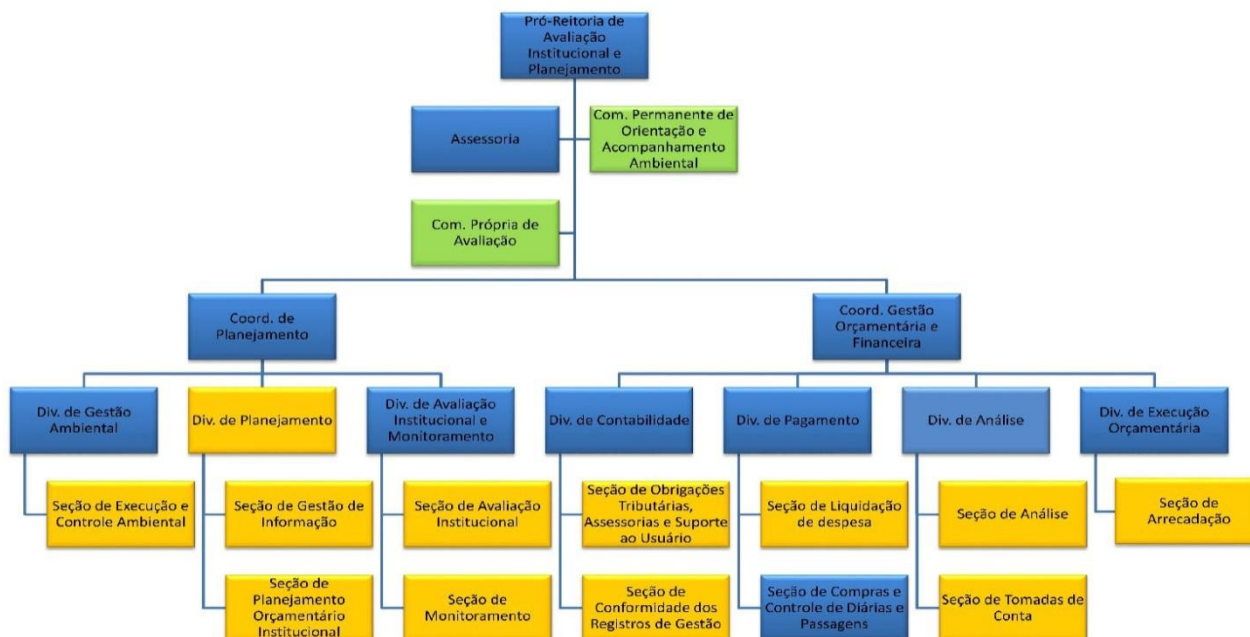 Pró-Reitoria de
Avaliação
Institucional e
Planejamento
Assessoria
Com. Permanente de
Orientação e
Acompanhamento
Ambiental
Com. Própria de
Avaliação
Coord. de
Planejamento
Coord. Gestão
Orçamentária e
Financeira
Div. de Gestão
Ambiental
Div. de Planejamento
Div. de Avaliação
Institucional e
Monitoramento
Div. de Contabilidade
Div. de Pagamento
Div. de Análise
Div. de Execução
Orçamentária
Seção de Execução e
Controle Ambiental
Seção de Gestão de
Informação
Seção de Avaliação
Institucional
Seção de Obrigações
Tributárias,
Assessorias e Suporte
ao Usuário
Seção de Liquidação
de despesa
Seção de Análise
Seção de
Arrecadação
Seção de
Planejamento
Orçamentário
Institucional
Seção de
Monitoramento
Seção de
Conformidade dos
Registros de Gestão
Seção de Compras e
Controle de Diárias e
Passagens
Seção de Tomadas de
Conta